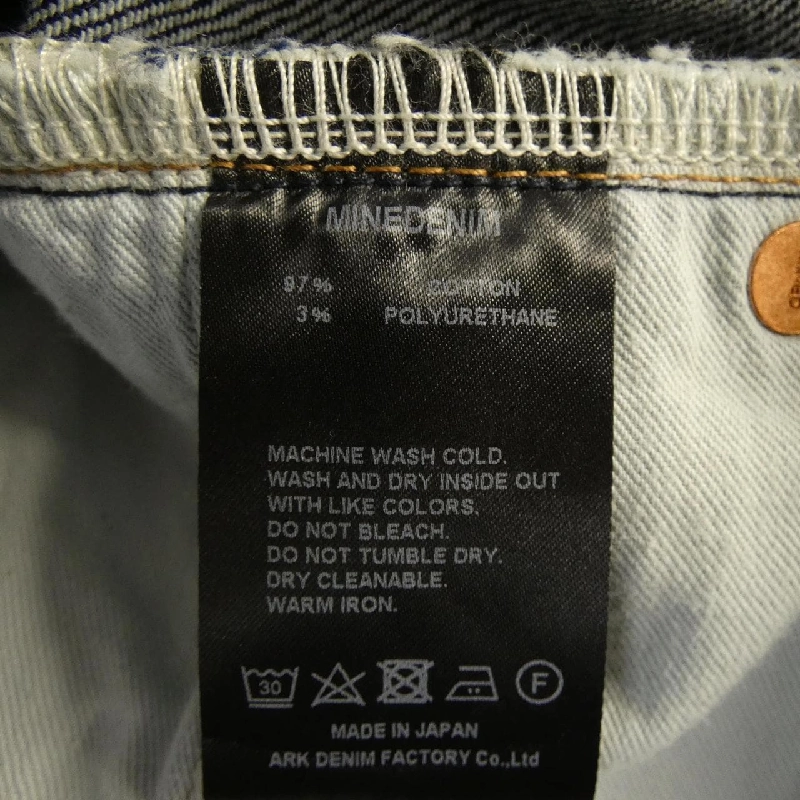 MINEDENIM
97% COTTON
3% POLYURETHANE
MACHINE WASH COLD.
WASH AND DRY INSIDE OUT
WITH LIKE COLORS.
DO NOT BLEACH.
DO NOT TUMBLE DRY.
DRY CLEANABLE.
WARM IRON.
30 F
MADE IN JAPAN
ARK DENIM FACTORY Co.,Ltd